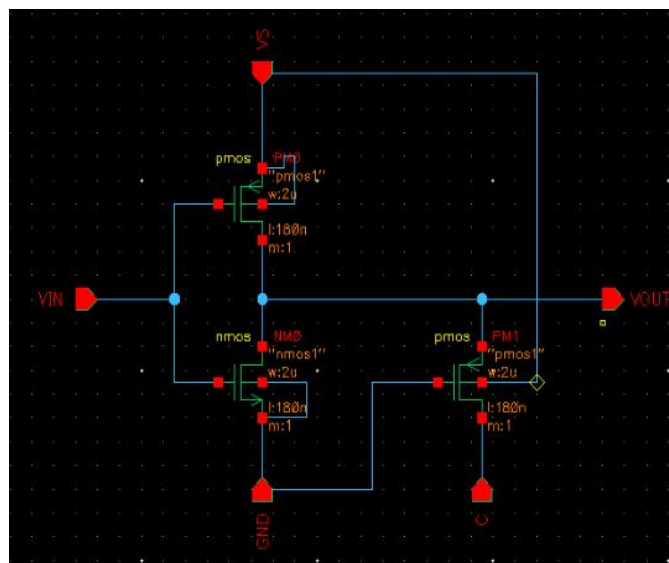 VS
pmos PM0
"pmos1"
w:2u
l:180n
m:1
VIN
VOUT
nmos NM0
"nmos1"
w:2u
l:180n
m:1
pmos PM1
"pmos1"
w:2u
l:180n
m:1
GND
C